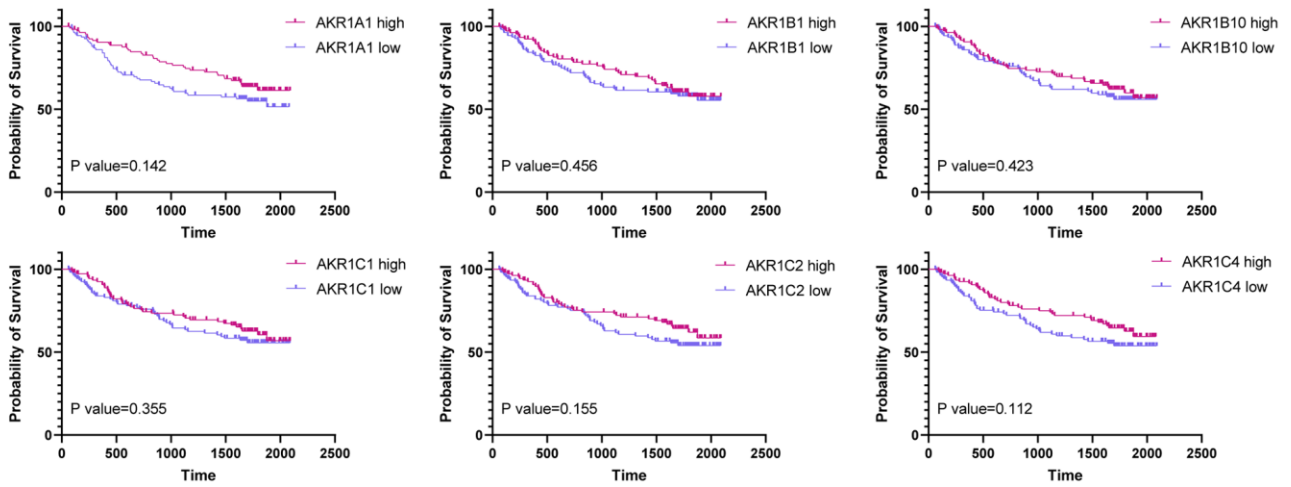 AKR1A1 high
AKR1A1 low
100
50
0
Probability of Survival
P value=0.142
0 500 1000 1500 2000 2500
Time
AKR1B1 high
AKR1B1 low
100
50
0
Probability of Survival
P value=0.456
0 500 1000 1500 2000 2500
Time
AKR1B10 high
AKR1B10 low
100
50
0
Probability of Survival
P value=0.423
0 500 1000 1500 2000 2500
Time
AKR1C1 high
AKR1C1 low
100
50
0
Probability of Survival
P value=0.355
0 500 1000 1500 2000 2500
Time
AKR1C2 high
AKR1C2 low
100
50
0
Probability of Survival
P value=0.155
0 500 1000 1500 2000 2500
Time
AKR1C4 high
AKR1C4 low
100
50
0
Probability of Survival
P value=0.112
0 500 1000 1500 2000 2500
Time